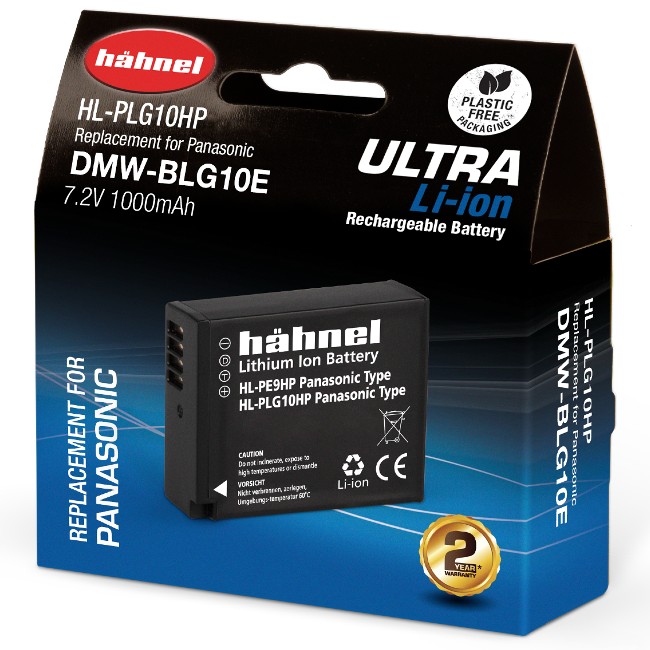 hähnel
HL-PLG10HP
Replacement for Panasonic
DMW-BLG10E
7.2V 1000mAh
PLASTIC
FREE
PACKAGING
ULTRA
Li-ion
Rechargeable Battery
REPLACEMENT FOR
PANASONIC
hähnel
Lithium Ion Battery
HL-PE9HP Panasonic Type
HL-PLG10HP Panasonic Type
D
T
CAUTION
Do not incinerate, expose to
high temperatures or dismantle
VORSICHT
Nicht verbrennen, zerlegen,
Umgebungs-temperatur 60°C
Li-ion
CE
2
YEAR*
WARRANTY
HL-PLG10HP
Replacement for Panasonic
DMW-BLG10E